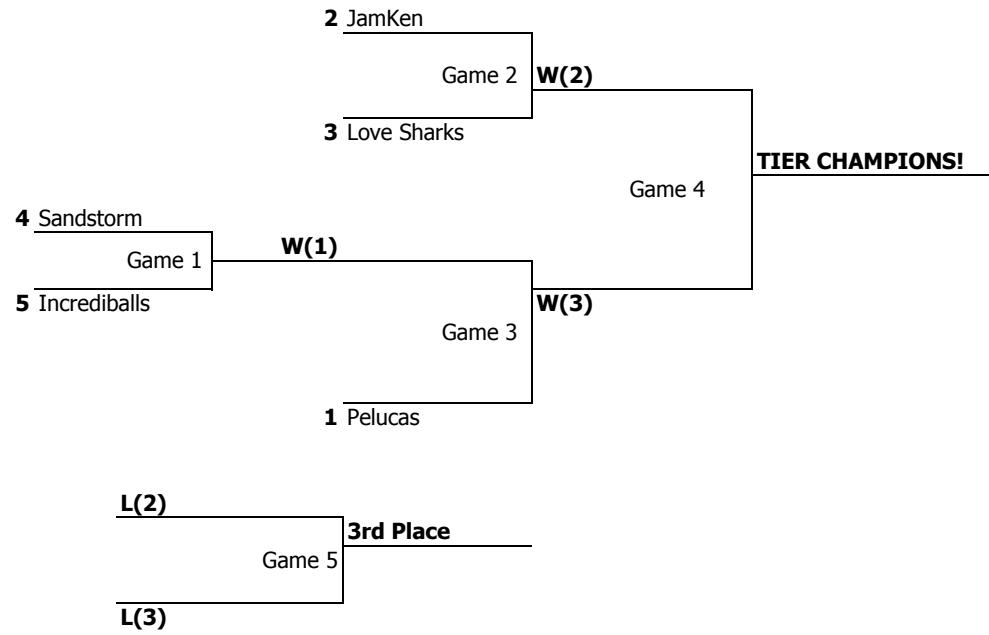 2 JamKen
Game 2
W(2)
3 Love Sharks
TIER CHAMPIONS!
Game 4
4 Sandstorm
Game 1
W(1)
5 Incrediballs
W(3)
Game 3
1 Pelucas
L(2)
3rd Place
Game 5
L(3)